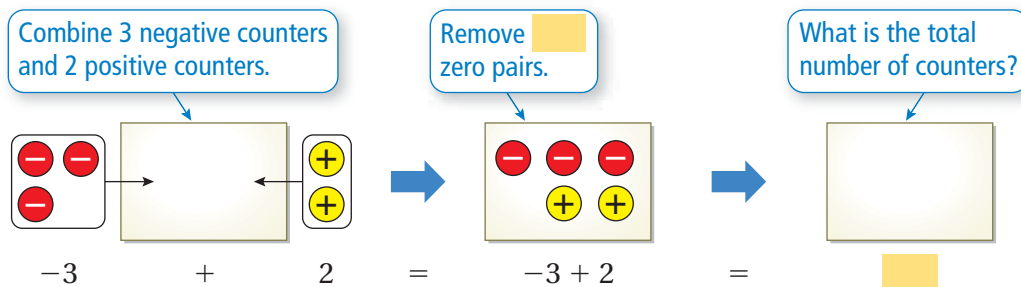 Combine 3 negative counters
and 2 positive counters.
Remove
zero pairs.
What is the total
number of counters?
− − −
− − −
+ +
+ +
−3 + 2 = −3 + 2 =